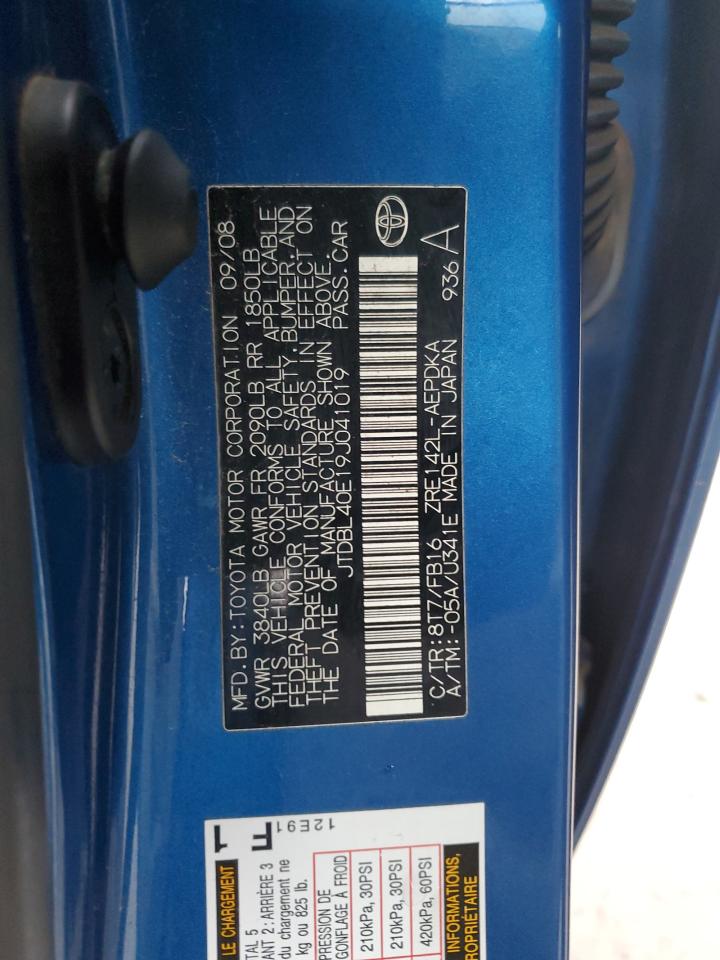 MFD.BY:TOYOTA MOTOR CORPORATION 09/08
GVWR 3840LB GAWR FR 2090LB RR 1850LB
THIS VEHICLE CONFORMS TO ALL APPLICABLE
FEDERAL MOTOR VEHICLE SAFETY,BUMPER,AND
THEFT PREVENTION STANDARDS IN EFFECT ON
THE DATE OF MANUFACTURE SHOWN ABOVE.
JTDBL40E19J041019 PASS.CAR
C/TR:8T7/FB16 ZRE142L-AEPDKA
A/TM:-05A/U341E MADE IN JAPAN 936 A
LE CHARGEMENT
TAL 5
ANT 2:ARRIÈRE 3
du chargement ne
kg ou 825 lb.
PRESSION DE
GONFLAGE À FROID
210kPa, 30PSI
210kPa, 30PSI
420kPa, 60PSI
INFORMATIONS,
PROPRIÉTAIRE
12E91